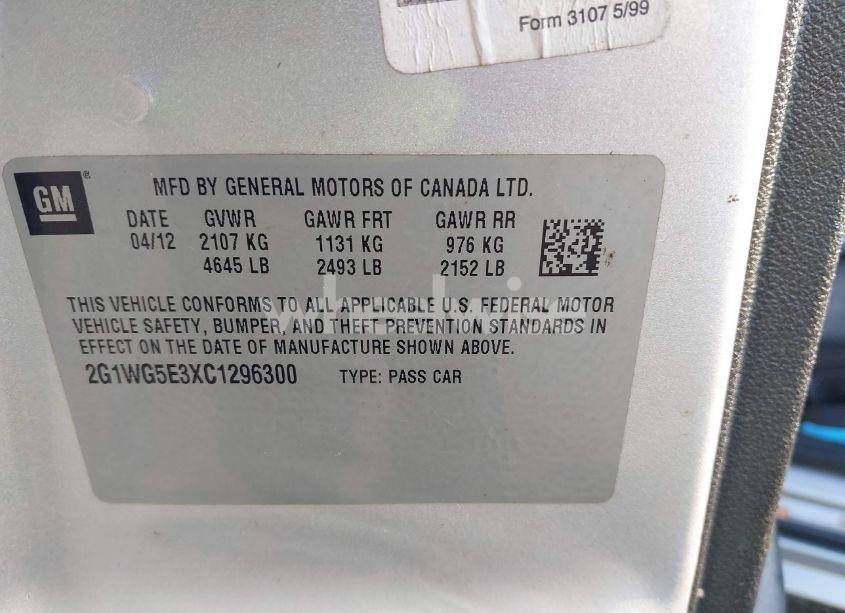 Form 3107 5/99
GM ®
MFD BY GENERAL MOTORS OF CANADA LTD.
DATE GVWR GAWR FRT GAWR RR
04/12 2107 KG 1131 KG 976 KG
4645 LB 2493 LB 2152 LB
THIS VEHICLE CONFORMS TO ALL APPLICABLE U.S. FEDERAL MOTOR
VEHICLE SAFETY, BUMPER, AND THEFT PREVENTION STANDARDS IN
EFFECT ON THE DATE OF MANUFACTURE SHOWN ABOVE.
2G1WG5E3XC1296300 TYPE: PASS CAR